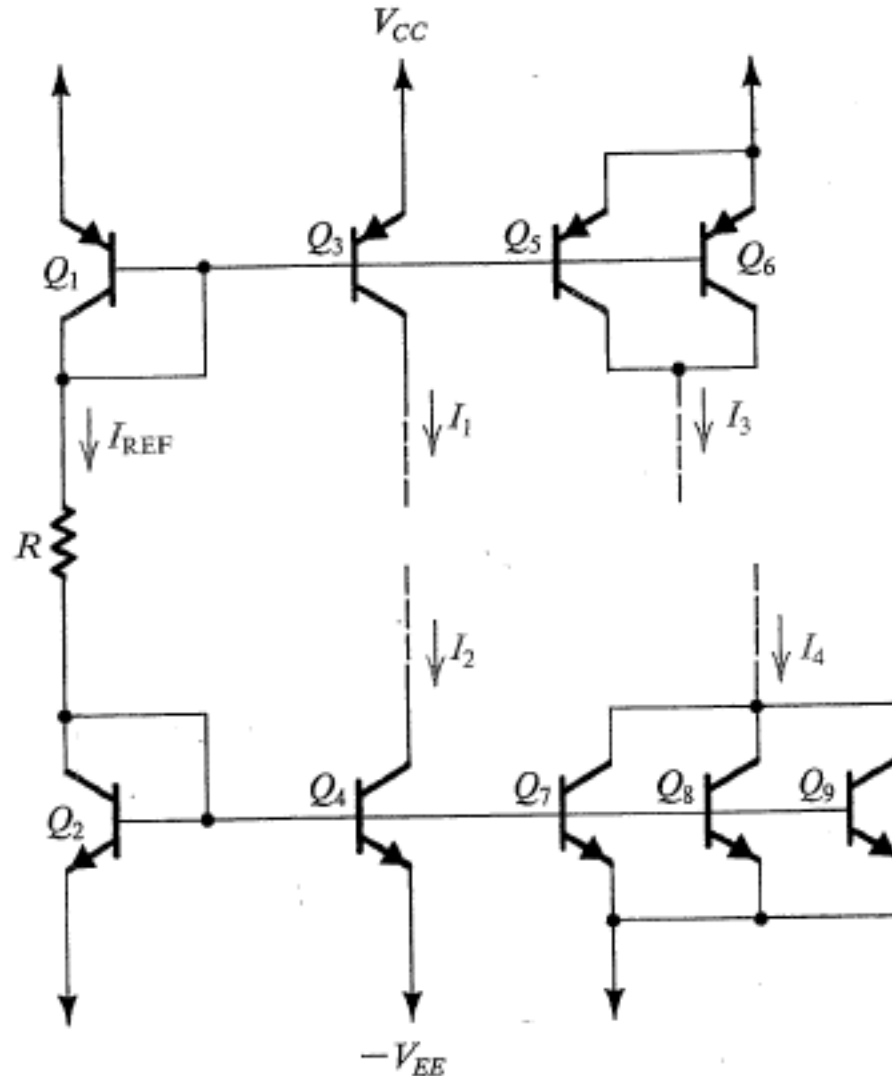 V_CC
Q_1
Q_3
Q_5
Q_6
I_REF
I_1
I_3
R
I_2
I_4
Q_2
Q_4
Q_7
Q_8
Q_9
−V_EE